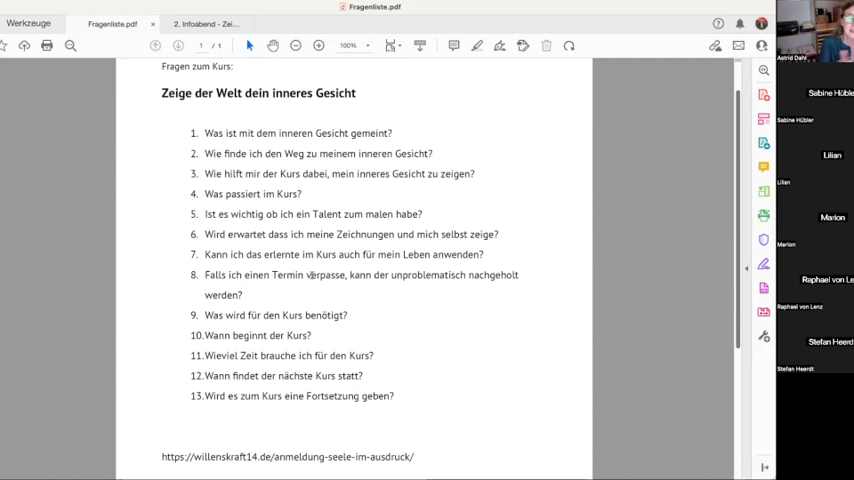 Fragenliste.pdf
Werkzeuge
Fragenliste.pdf ×
2. Infoabend - Zei...
1 / 1
100%
Fragen zum Kurs:
Zeige der Welt dein inneres Gesicht
1. Was ist mit dem inneren Gesicht gemeint?
2. Wie finde ich den Weg zu meinem inneren Gesicht?
3. Wie hilft mir der Kurs dabei, mein inneres Gesicht zu zeigen?
4. Was passiert im Kurs?
5. Ist es wichtig ob ich ein Talent zum malen habe?
6. Wird erwartet dass ich meine Zeichnungen und mich selbst zeige?
7. Kann ich das erlernte im Kurs auch für mein Leben anwenden?
8. Falls ich einen Termin verpasse, kann der unproblematisch nachgeholt
werden?
9. Was wird für den Kurs benötigt?
10. Wann beginnt der Kurs?
11. Wieviel Zeit brauche ich für den Kurs?
12. Wann findet der nächste Kurs statt?
13. Wird es zum Kurs eine Fortsetzung geben?
https://willenskraft14.de/anmeldung-seele-im-ausdruck/
Astrid Dahl
Sabine Hübler
Sabine Hübler
Lilian
Lilian
Marion
Marion
Raphael von Le
Raphael von Lenz
Stefan Heerd
Stefan Heerdt